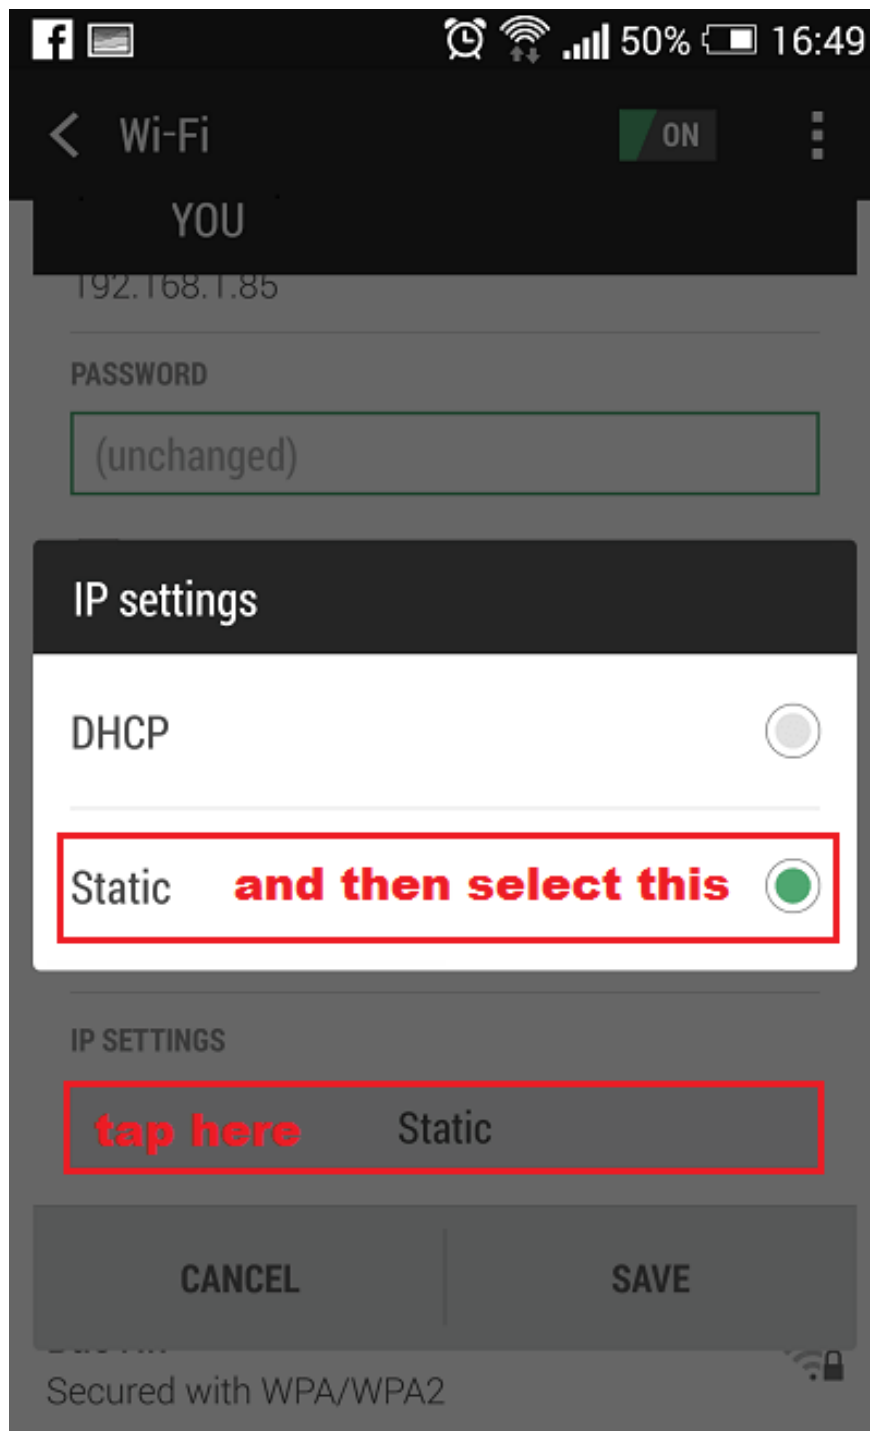 f 50% 16:49
Wi-Fi ON
YOU
192.168.1.85
PASSWORD
(unchanged)
IP settings
DHCP
Static and then select this
IP SETTINGS
tap here Static
CANCEL SAVE
Secured with WPA/WPA2